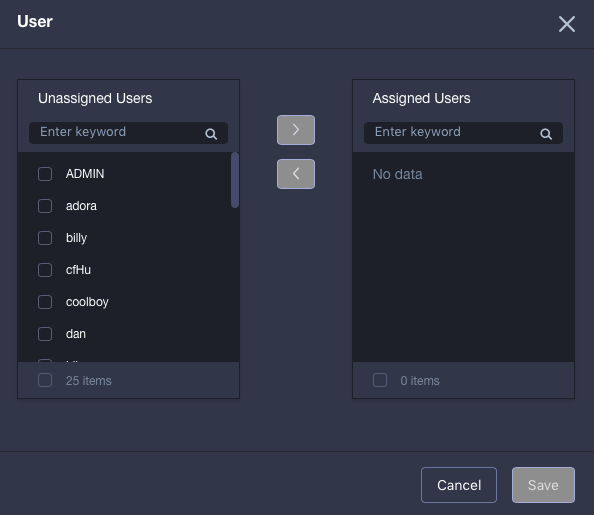 User
Unassigned Users
Enter keyword
ADMIN
adora
billy
cfHu
coolboy
dan
25 items
Assigned Users
Enter keyword
No data
0 items
Cancel
Save